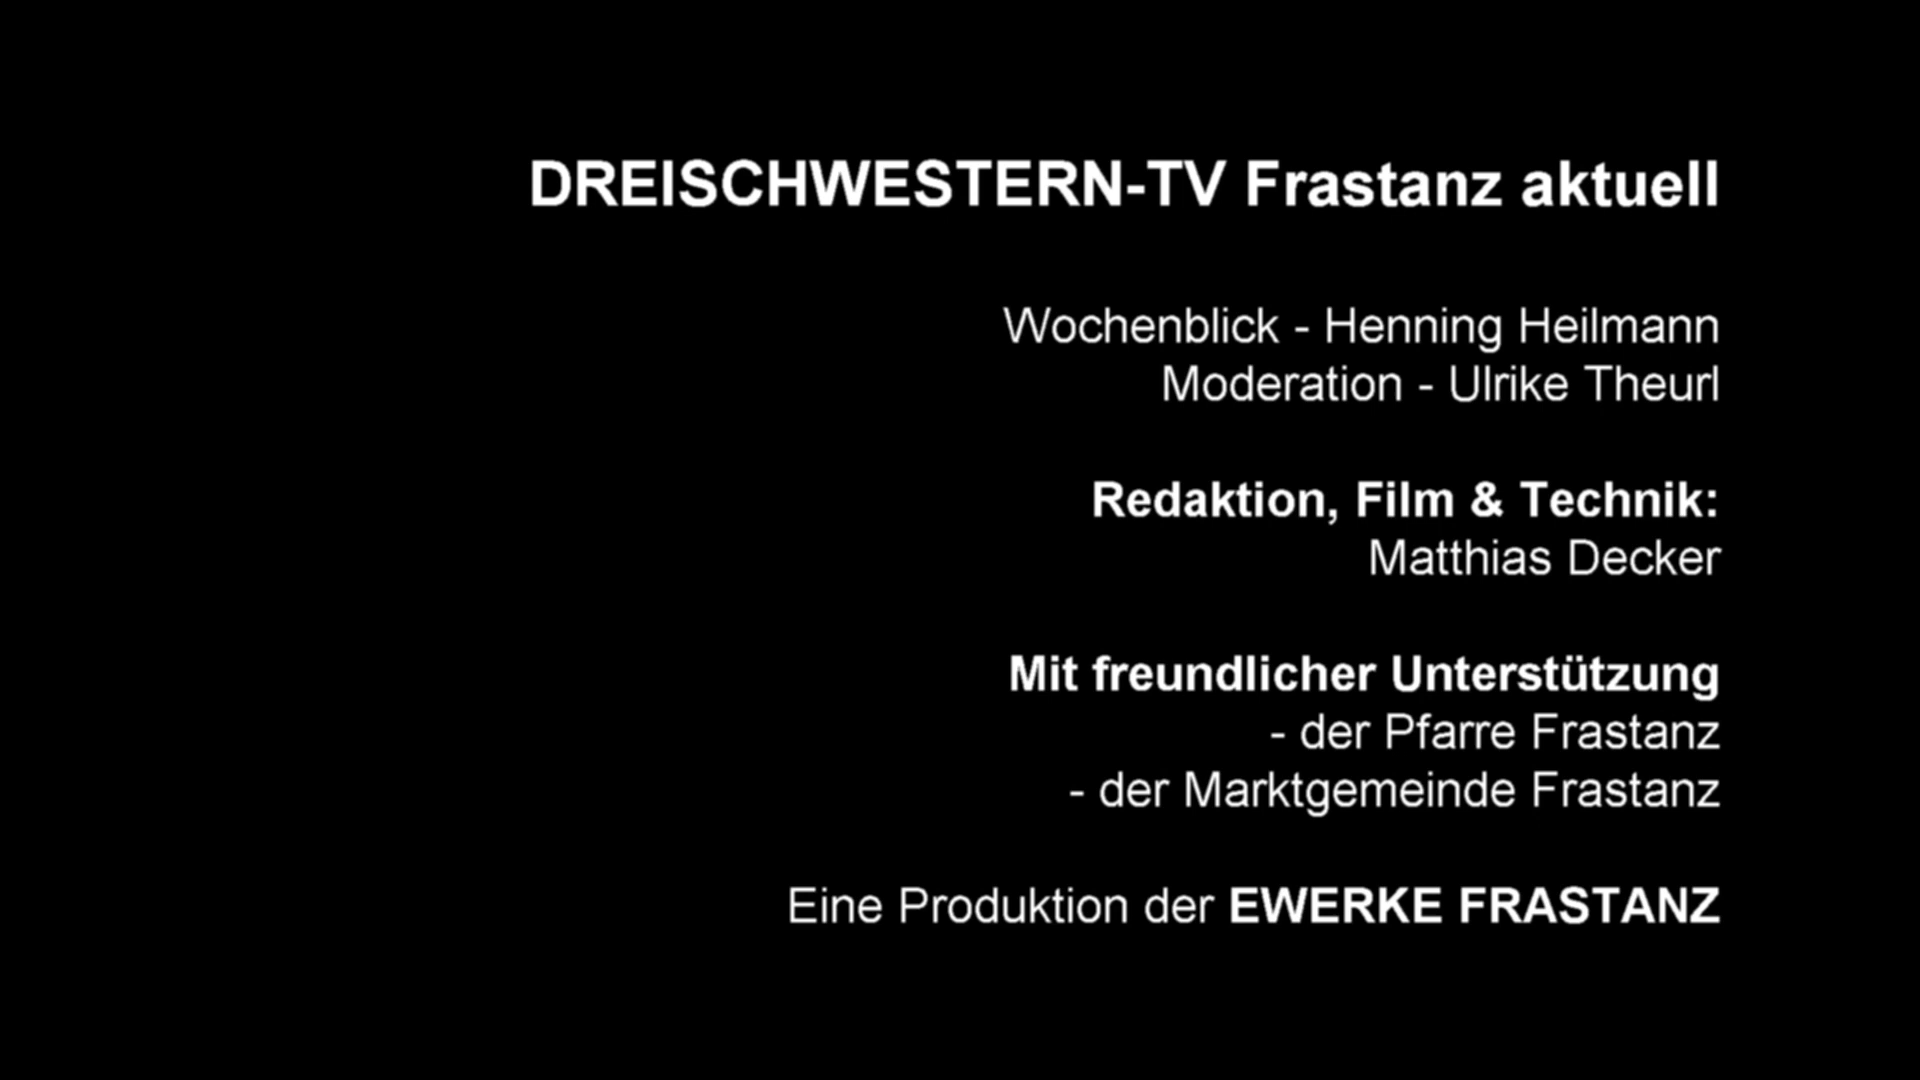 DREISCHWESTERN-TV Frastanz aktuell
Wochenblick - Henning Heilmann
Moderation - Ulrike Theurl
Redaktion, Film & Technik:
Matthias Decker
Mit freundlicher Unterstützung
- der Pfarre Frastanz
- der Marktgemeinde Frastanz
Eine Produktion der EWERKE FRASTANZ